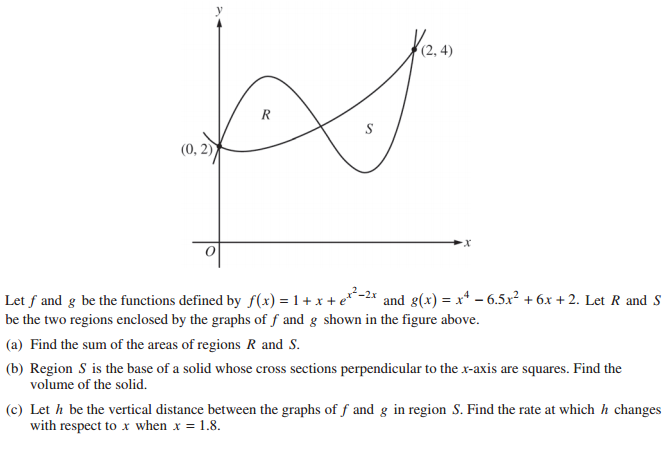 y
(2, 4)
R
S
(0, 2)
x
O
Let f and g be the functions defined by f(x) = 1 + x + e^{x^2 − 2x} and g(x) = x^4 − 6.5x^2 + 6x + 2. Let R and S
be the two regions enclosed by the graphs of f and g shown in the figure above.
(a) Find the sum of the areas of regions R and S.
(b) Region S is the base of a solid whose cross sections perpendicular to the x-axis are squares. Find the
volume of the solid.
(c) Let h be the vertical distance between the graphs of f and g in region S. Find the rate at which h changes
with respect to x when x = 1.8.